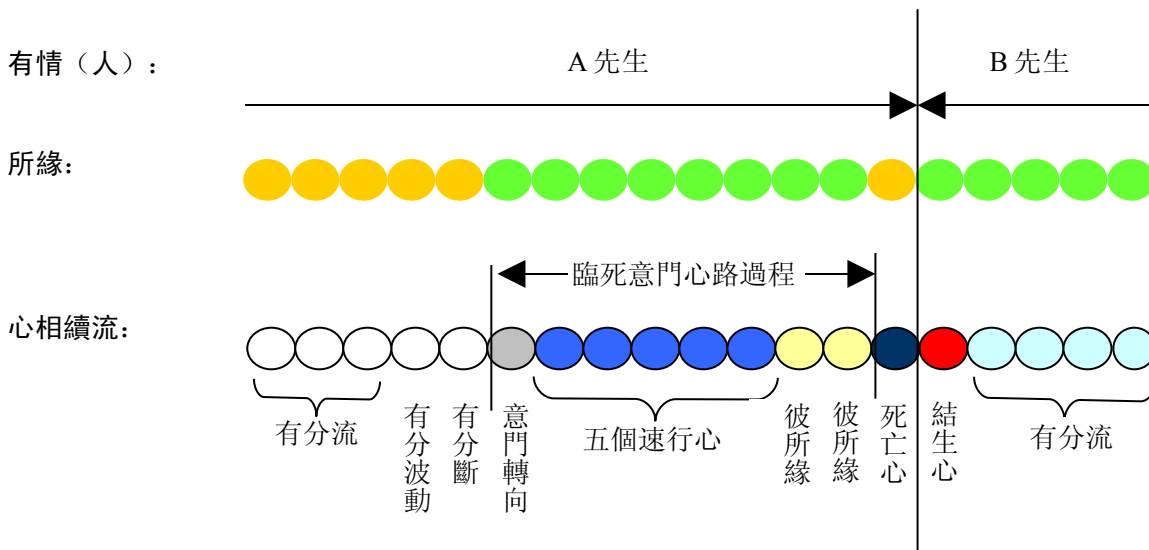 有情（人）：
A 先生
B 先生
所緣:
臨死意門心路過程
心相續流:
有分流
有分波動
有分斷
意門轉向
五個速行心
彼所緣
彼所緣
死亡心
結生心
有分流